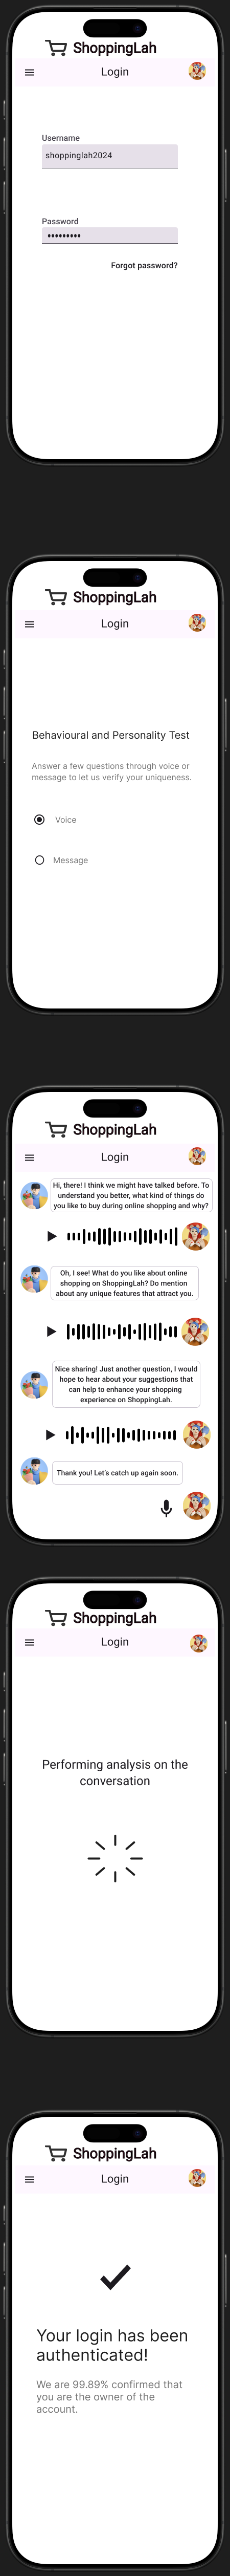 ShoppingLah
Login
Username
shoppinglah2024
Password
•••••••••
Forgot password?
ShoppingLah
Login
Behavioural and Personality Test
Answer a few questions through voice or
message to let us verify your uniqueness.
Voice
Message
ShoppingLah
Login
Hi, there! I think we might have talked before. To
understand you better, what kind of things do
you like to buy during online shopping and why?
Oh, I see! What do you like about online
shopping on ShoppingLah? Do mention
about any unique features that attract you.
Nice sharing! Just another question, I would
hope to hear about your suggestions that
can help to enhance your shopping
experience on ShoppingLah.
Thank you! Let's catch up again soon.
ShoppingLah
Login
Performing analysis on the
conversation
ShoppingLah
Login
Your login has been
authenticated!
We are 99.89% confirmed that
you are the owner of the
account.